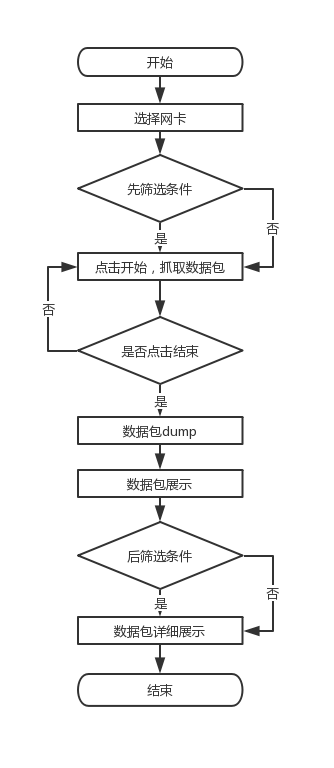 开始
选择网卡
先筛选条件
否
是
点击开始，抓取数据包
否
是否点击结束
是
数据包dump
数据包展示
后筛选条件
否
是
数据包详细展示
结束